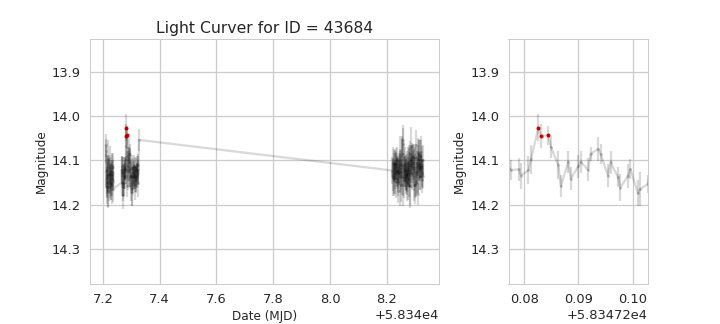 Light Curver for ID = 43684
Magnitude
13.9
14.0
14.1
14.2
14.3
7.2 7.4 7.6 7.8 8.0 8.2
Date (MJD)
+5.834e4
Magnitude
13.9
14.0
14.1
14.2
14.3
0.08 0.09 0.10
+5.83472e4